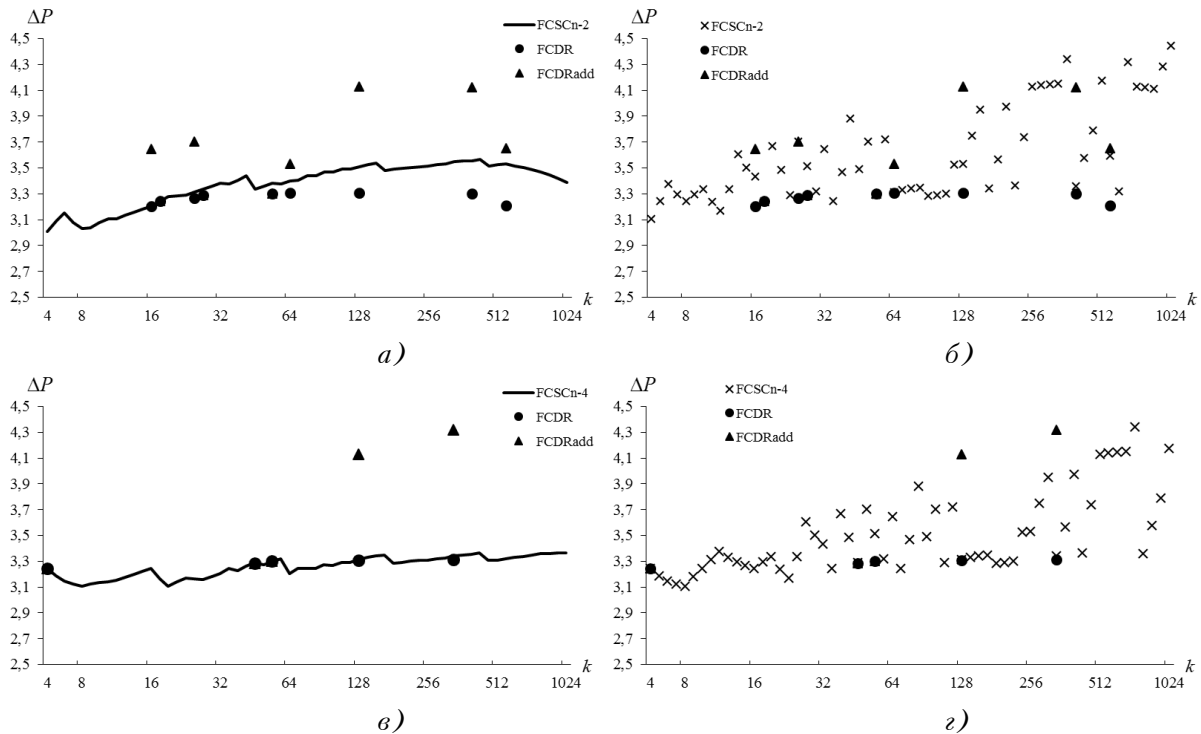 ΔP
FCSCn-2
FCDR
FCDRadd
4,5
4,3
4,1
3,9
3,7
3,5
3,3
3,1
2,9
2,7
2,5
4 8 16 32 64 128 256 512 1024
k
а)
ΔP
FCSCn-2
FCDR
FCDRadd
4,5
4,3
4,1
3,9
3,7
3,5
3,3
3,1
2,9
2,7
2,5
4 8 16 32 64 128 256 512 1024
k
б)
ΔP
FCSCn-4
FCDR
FCDRadd
4,5
4,3
4,1
3,9
3,7
3,5
3,3
3,1
2,9
2,7
2,5
4 8 16 32 64 128 256 512 1024
k
в)
ΔP
FCSCn-4
FCDR
FCDRadd
4,5
4,3
4,1
3,9
3,7
3,5
3,3
3,1
2,9
2,7
2,5
4 8 16 32 64 128 256 512 1024
k
г)